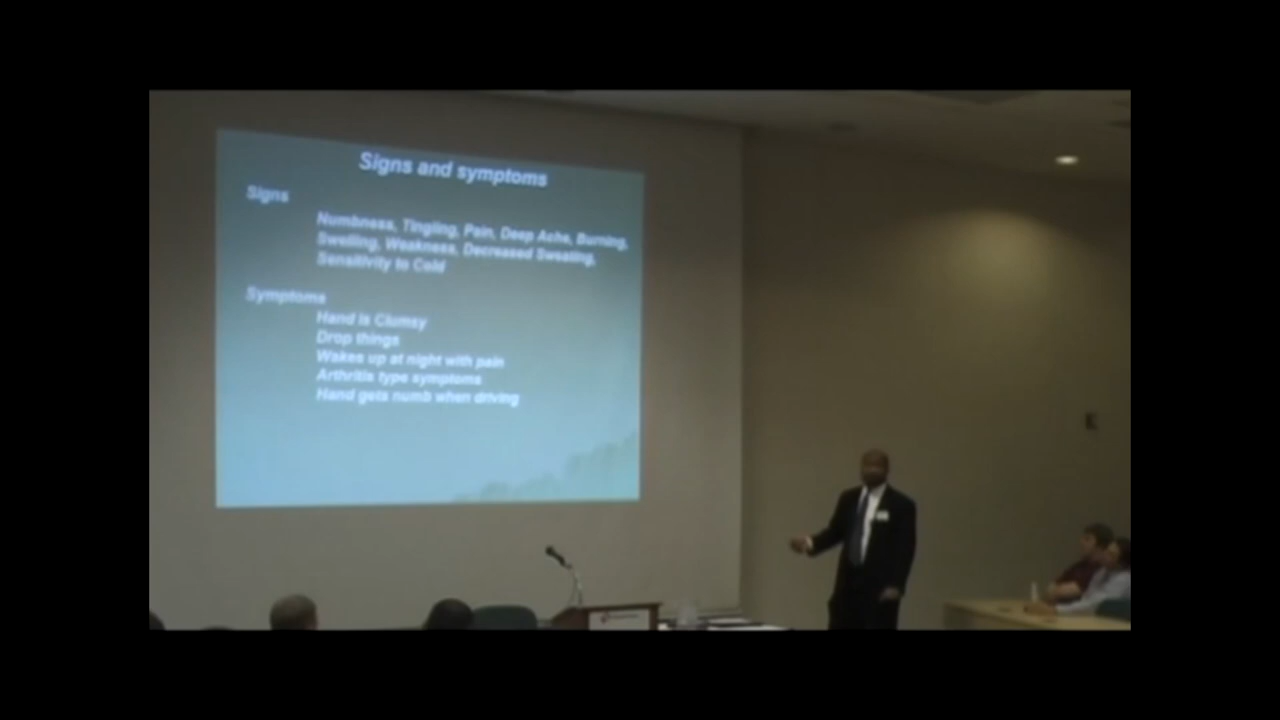 Signs and symptoms
Signs
Numbness, Tingling, Pain, Deep Ache, Burning,
Swelling, Weakness, Decreased Sweating,
Sensitivity to Cold
Symptoms
Hand is Clumsy
Drop things
Wakes up at night with pain
Arthritis type symptoms
Hand gets numb when driving